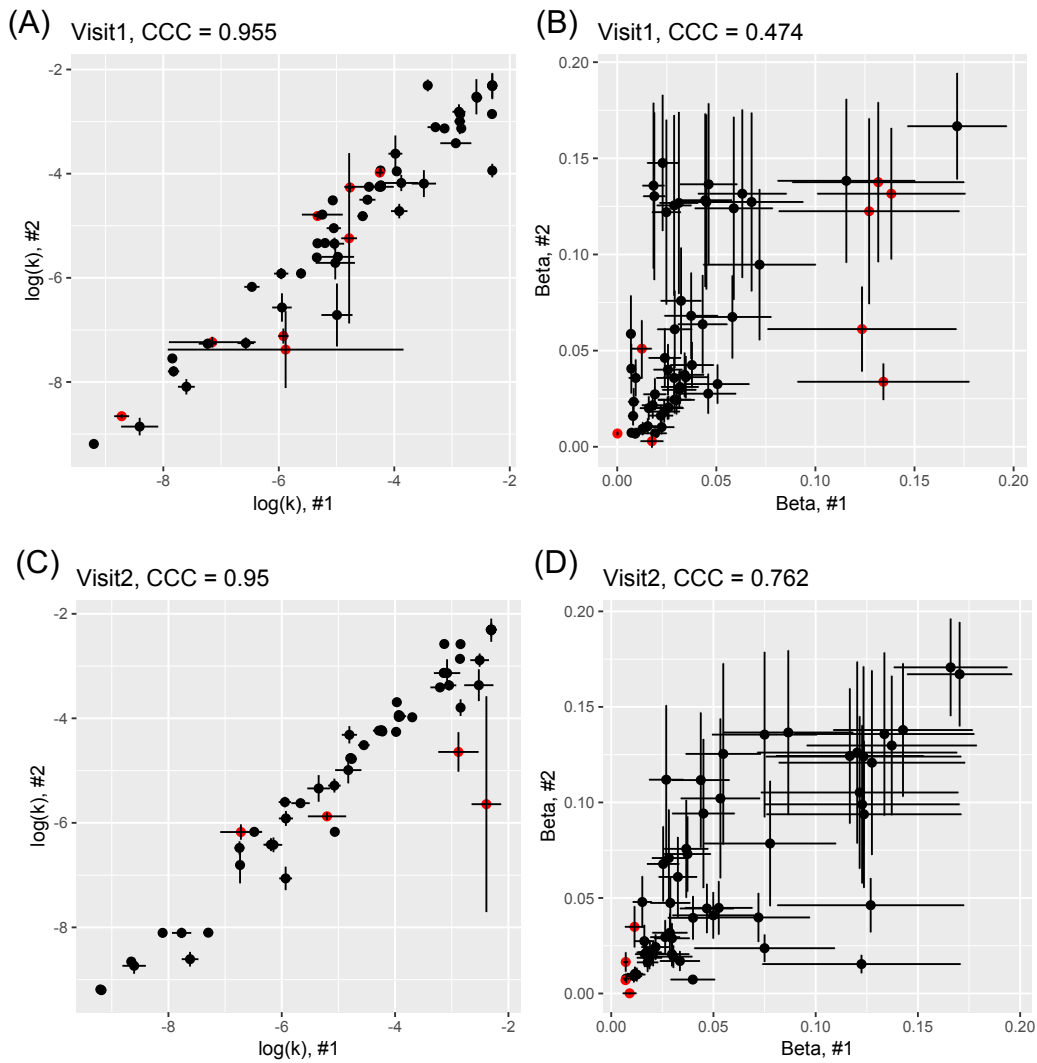 (A)
Visit1, CCC = 0.955
-2
-4
-6
-8
log(k), #2
-8
-6
-4
-2
log(k), #1
(B)
Visit1, CCC = 0.474
0.20
0.15
0.10
0.05
0.00
Beta, #2
0.00
0.05
0.10
0.15
0.20
Beta, #1
(C)
Visit2, CCC = 0.95
-2
-4
-6
-8
log(k), #2
-8
-6
-4
-2
log(k), #1
(D)
Visit2, CCC = 0.762
0.20
0.15
0.10
0.05
0.00
Beta, #2
0.00
0.05
0.10
0.15
0.20
Beta, #1